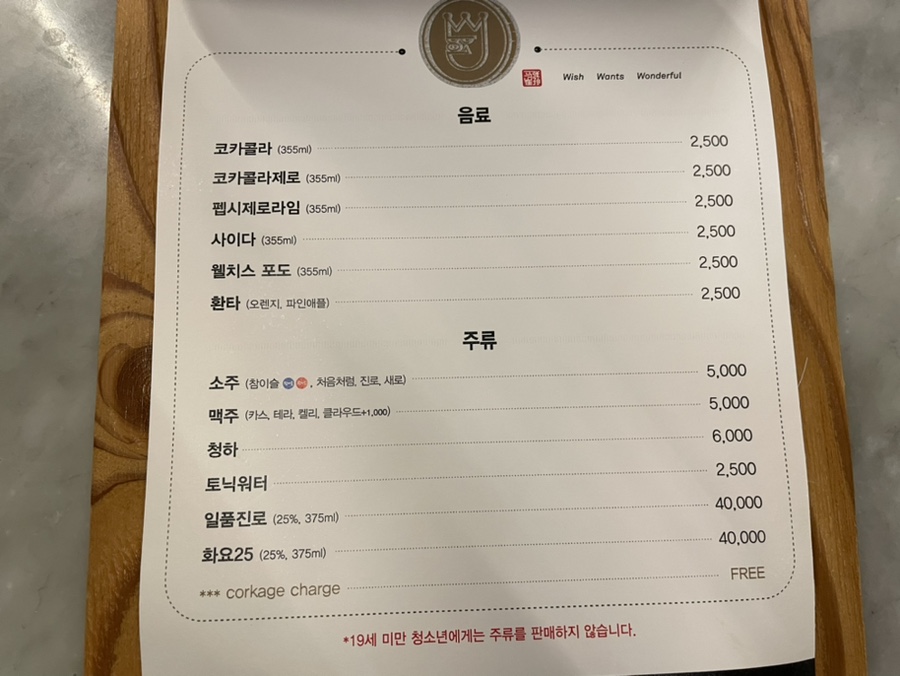 Wish Wants Wonderful
음료
코카콜라 (355ml) 2,500
코카콜라제로 (355ml) 2,500
펩시제로라임 (355ml) 2,500
사이다 (355ml) 2,500
웰치스 포도 (355ml) 2,500
환타 (오렌지, 파인애플) 2,500
주류
소주 (참이슬 , 처음처럼, 진로, 새로) 5,000
맥주 (카스, 테라, 켈리, 클라우드+1,000) 5,000
청하 6,000
토닉워터 2,500
일품진로 (25%, 375ml) 40,000
화요25 (25%, 375ml) 40,000
*** corkage charge FREE
*19세 미만 청소년에게는 주류를 판매하지 않습니다.